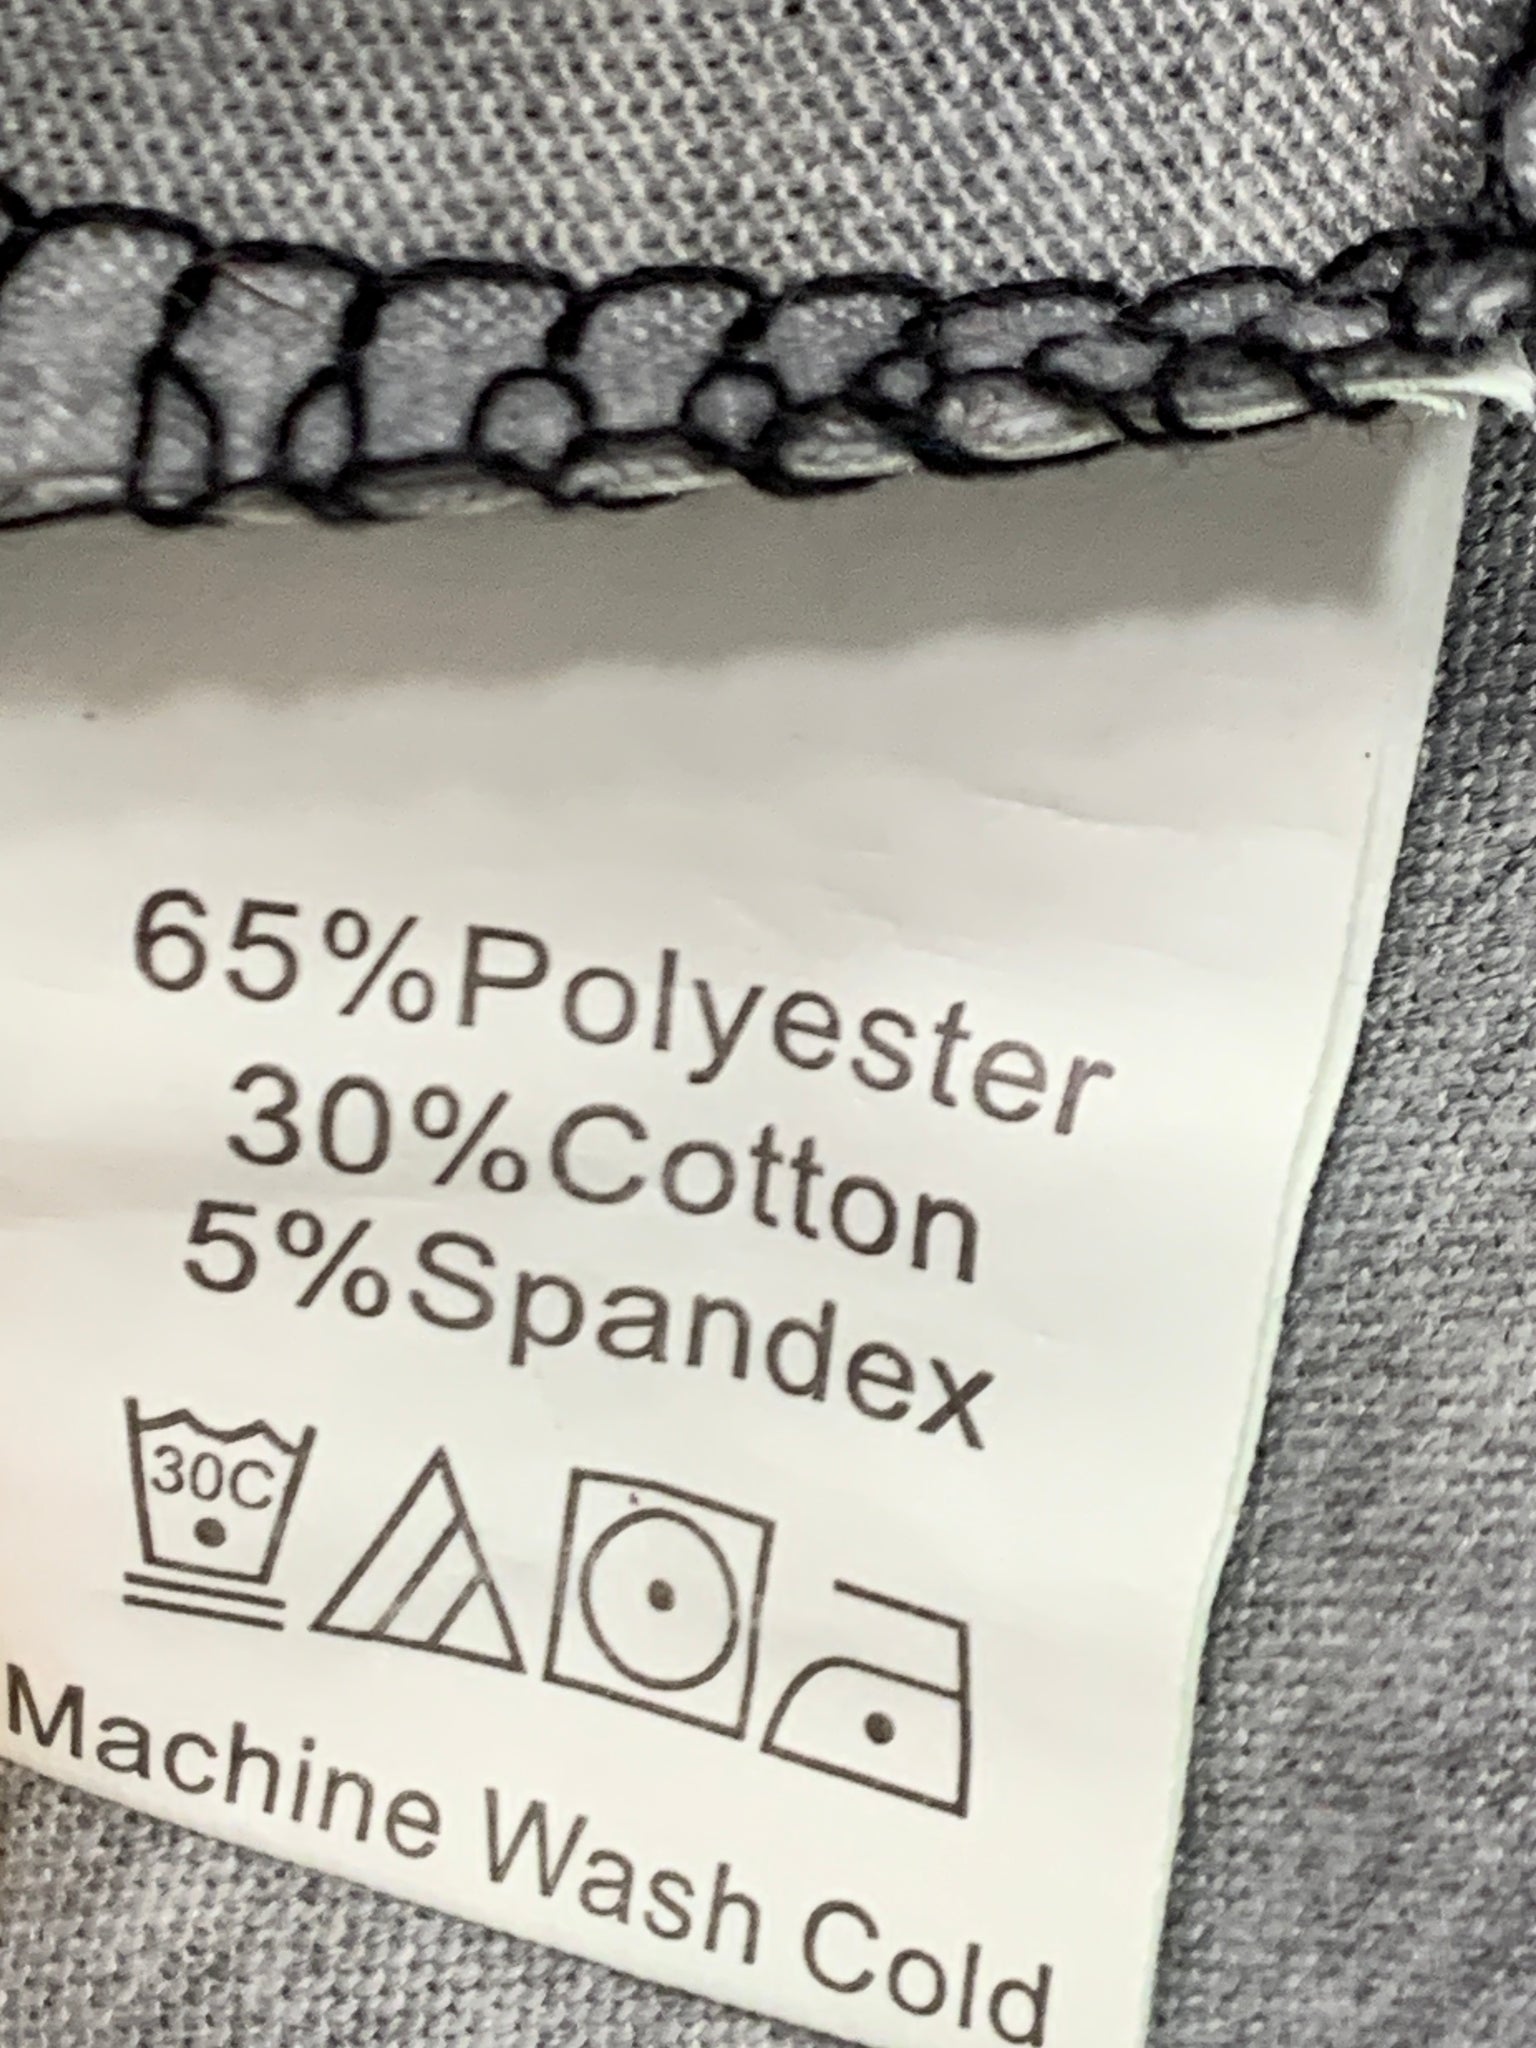 65%Polyester
30%Cotton
5%Spandex
30C
Machine Wash Cold